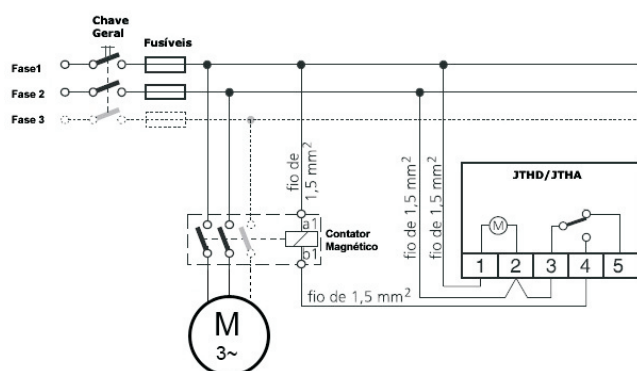 Chave
Geral
Fusíveis
Fase1
Fase 2
Fase 3
fio de
1,5 mm²
fio de 1,5 mm²
fio de 1,5 mm²
JTHD/JTHA
M
a1
b1
Contator
Magnético
1 2 3 4 5
fio de 1,5 mm²
M
3~